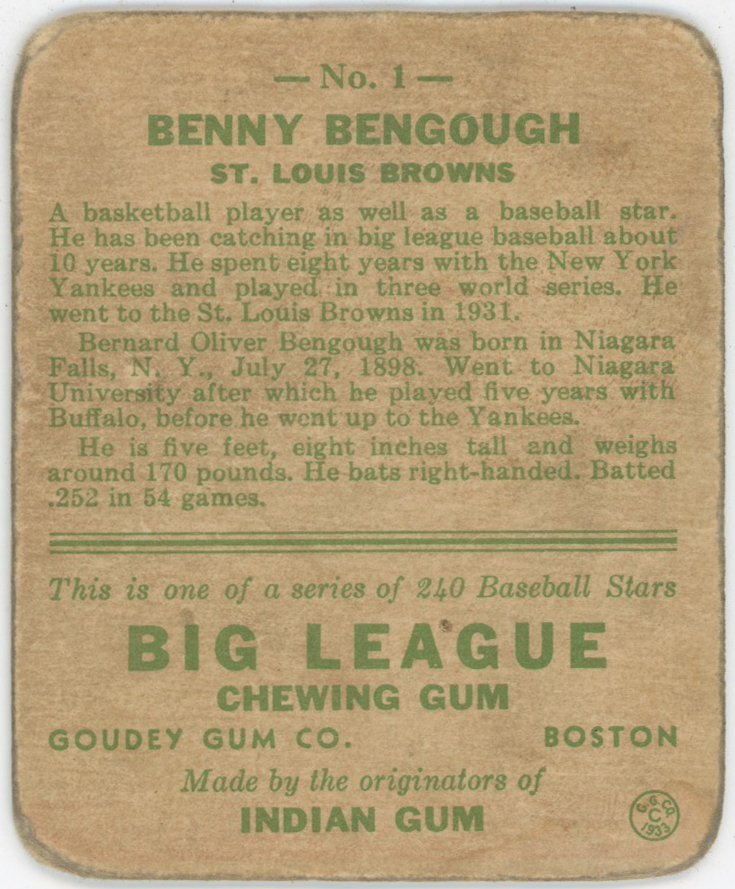 — No. 1 —
BENNY BENGOUGH
ST. LOUIS BROWNS
A basketball player as well as a baseball star.
He has been catching in big league baseball about
10 years. He spent eight years with the New York
Yankees and played in three world series. He
went to the St. Louis Browns in 1931.
Bernard Oliver Bengough was born in Niagara
Falls, N. Y., July 27, 1898. Went to Niagara
University after which he played five years with
Buffalo, before he went up to the Yankees.
He is five feet, eight inches tall and weighs
around 170 pounds. He bats right-handed. Batted
.252 in 54 games.
This is one of a series of 240 Baseball Stars
BIG LEAGUE
CHEWING GUM
GOUDEY GUM CO. BOSTON
Made by the originators of
INDIAN GUM
G.G.CO.
C
1933